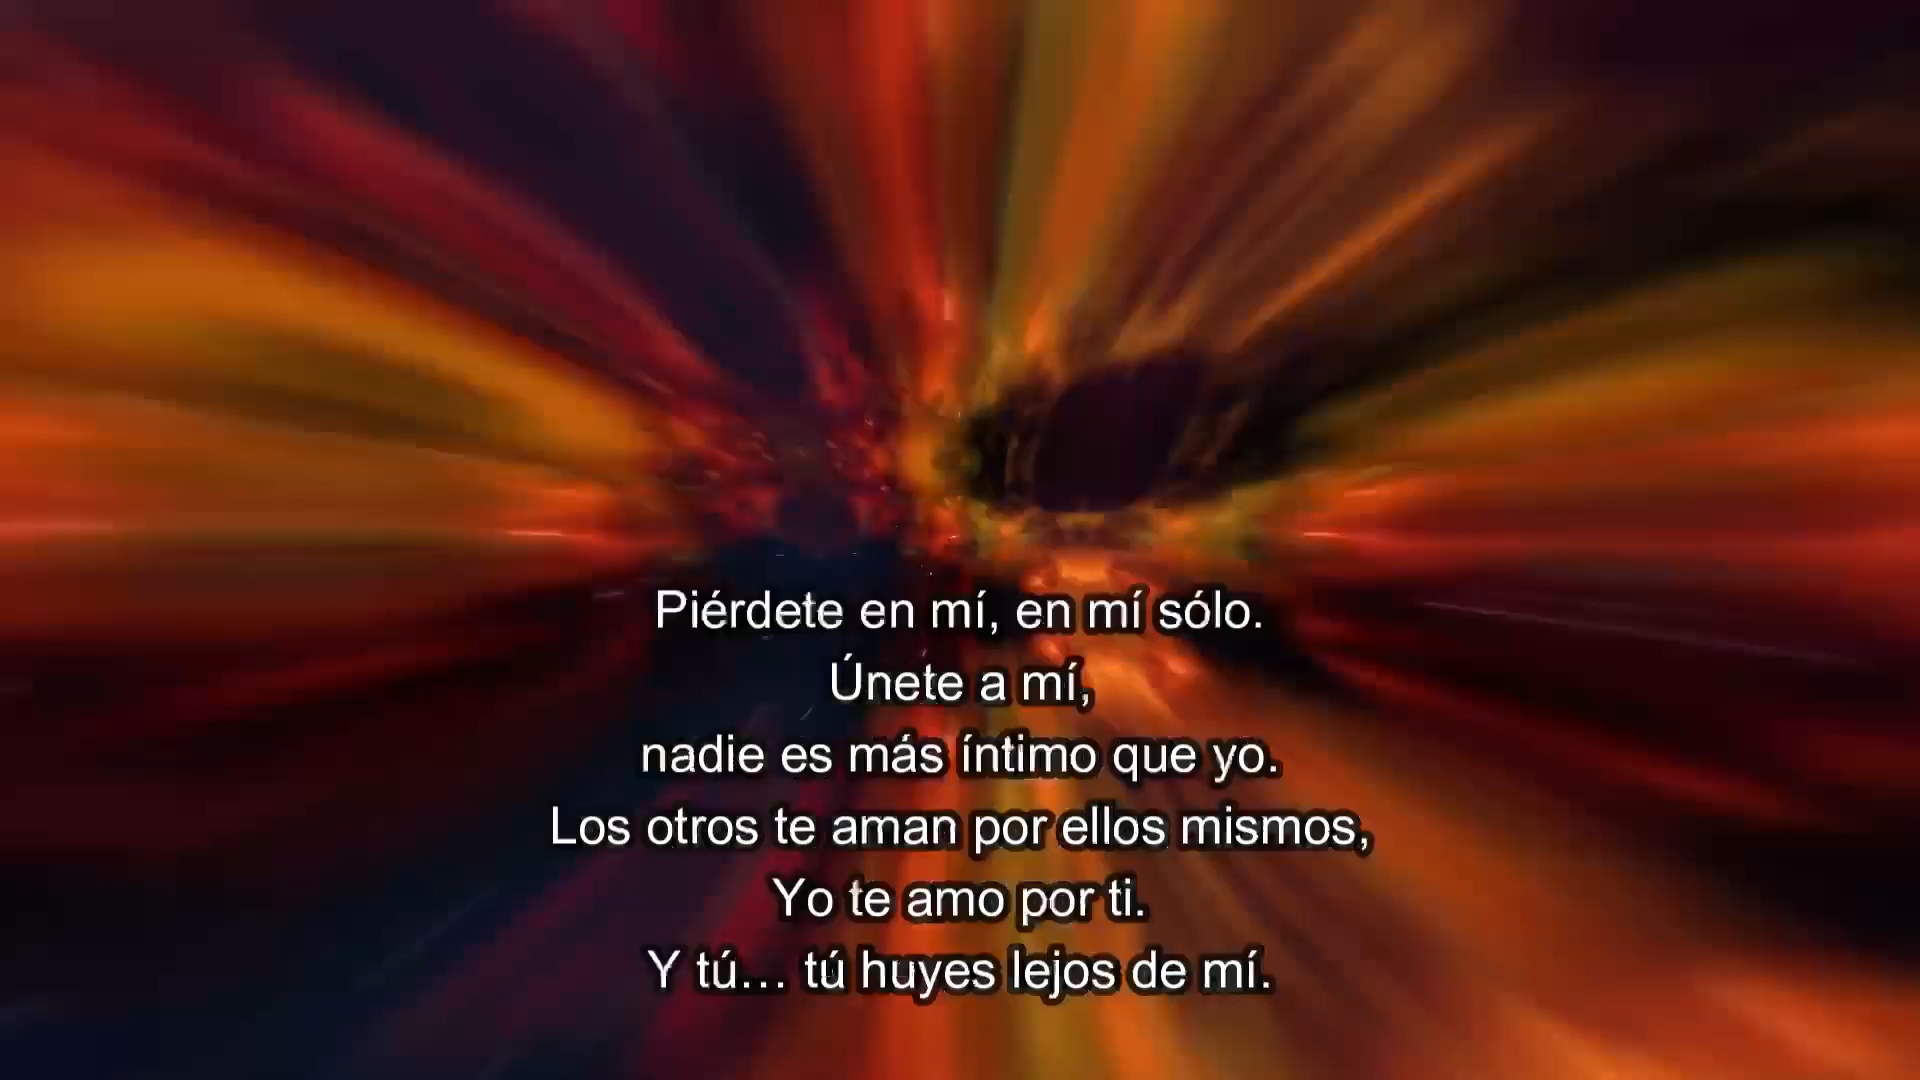 Piérdete en mí, en mí sólo.
Únete a mí,
nadie es más íntimo que yo.
Los otros te aman por ellos mismos,
Yo te amo por ti.
Y tú… tú huyes lejos de mí.